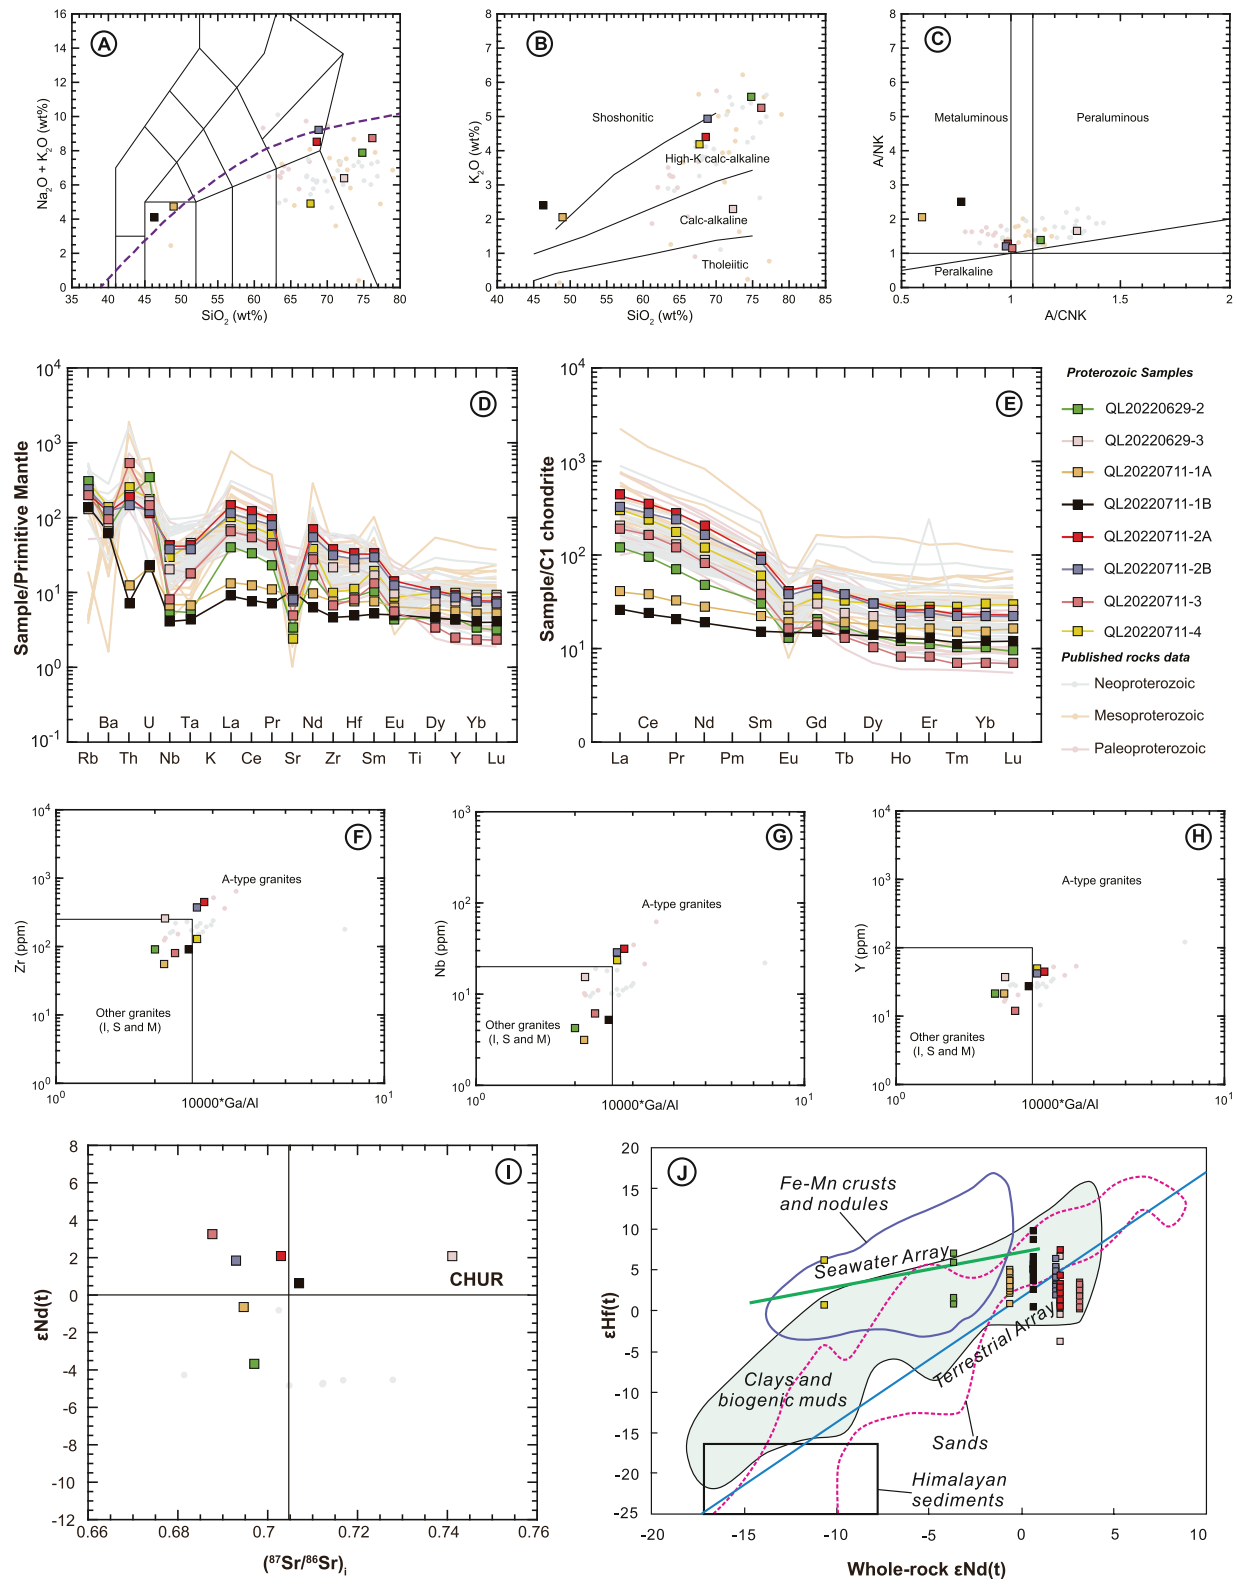 A
Na2O + K2O (wt%)
16
14
12
10
8
6
4
2
0
35 40 45 50 55 60 65 70 75 80
SiO2 (wt%)
B
K2O (wt%)
8
7
6
5
4
3
2
1
0
40 45 50 55 60 65 70 75 80 85
SiO2 (wt%)
Shoshonitic
High-K calc-alkaline
Calc-alkaline
Tholeiitic
C
A/NK
8
7
6
5
4
3
2
1
0
0.5 1 1.5 2
A/CNK
Metaluminous
Peraluminous
Peralkaline
D
Sample/Primitive Mantle
10^4
10^3
10^2
10^1
10^0
10^-1
Ba U Ta La Pr Nd Hf Eu Dy Yb
Rb Th Nb K Ce Sr Zr Sm Ti Y Lu
E
Sample/C1 chondrite
10^4
10^3
10^2
10^1
0
Ce Nd Sm Gd Dy Er Yb
La Pr Pm Eu Tb Ho Tm Lu
Proterozoic Samples
QL20220629-2
QL20220629-3
QL20220711-1A
QL20220711-1B
QL20220711-2A
QL20220711-2B
QL20220711-3
QL20220711-4
Published rocks data
Neoproterozoic
Mesoproterozoic
Paleoproterozoic
F
Zr (ppm)
10^4
10^3
10^2
10^1
10^0
10^0 10^1
10000*Ga/Al
A-type granites
Other granites
(I, S and M)
G
Nb (ppm)
10^3
10^2
10^1
10^0
10^0 10^1
10000*Ga/Al
A-type granites
Other granites
(I, S and M)
H
Y (ppm)
10^4
10^3
10^2
10^1
10^0
10^0 10^1
10000*Ga/Al
A-type granites
Other granites
(I, S and M)
I
εNd(t)
8
6
4
2
0
-2
-4
-6
-8
-10
-12
0.66 0.68 0.7 0.72 0.74 0.76
(87Sr/86Sr)i
CHUR
J
εHf(t)
20
15
10
5
0
-5
-10
-15
-20
-25
-20 -15 -10 -5 0 5 10
Whole-rock εNd(t)
Fe-Mn crusts
and nodules
Seawater Array
Terrestrial Array
Clays and
biogenic muds
Sands
Himalayan
sediments